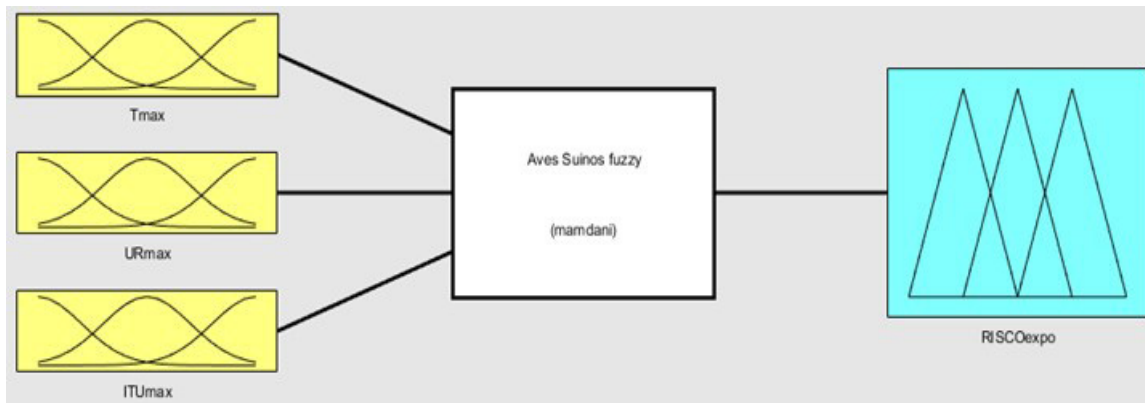 Tmax
URmax
ITUmax
Aves Suinos fuzzy
(mamdani)
RISCOexpo